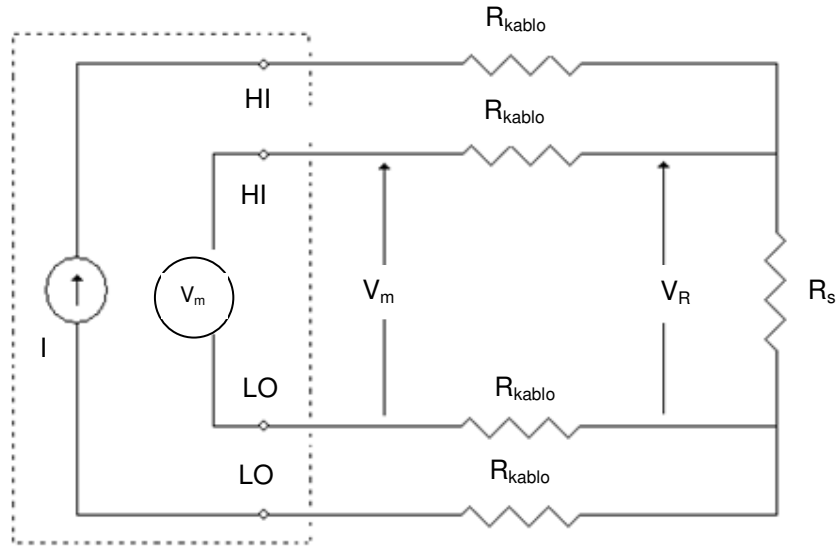 R_kablo
HI
R_kablo
HI
V_m
V_m
V_R
R_s
I
LO
R_kablo
LO
R_kablo